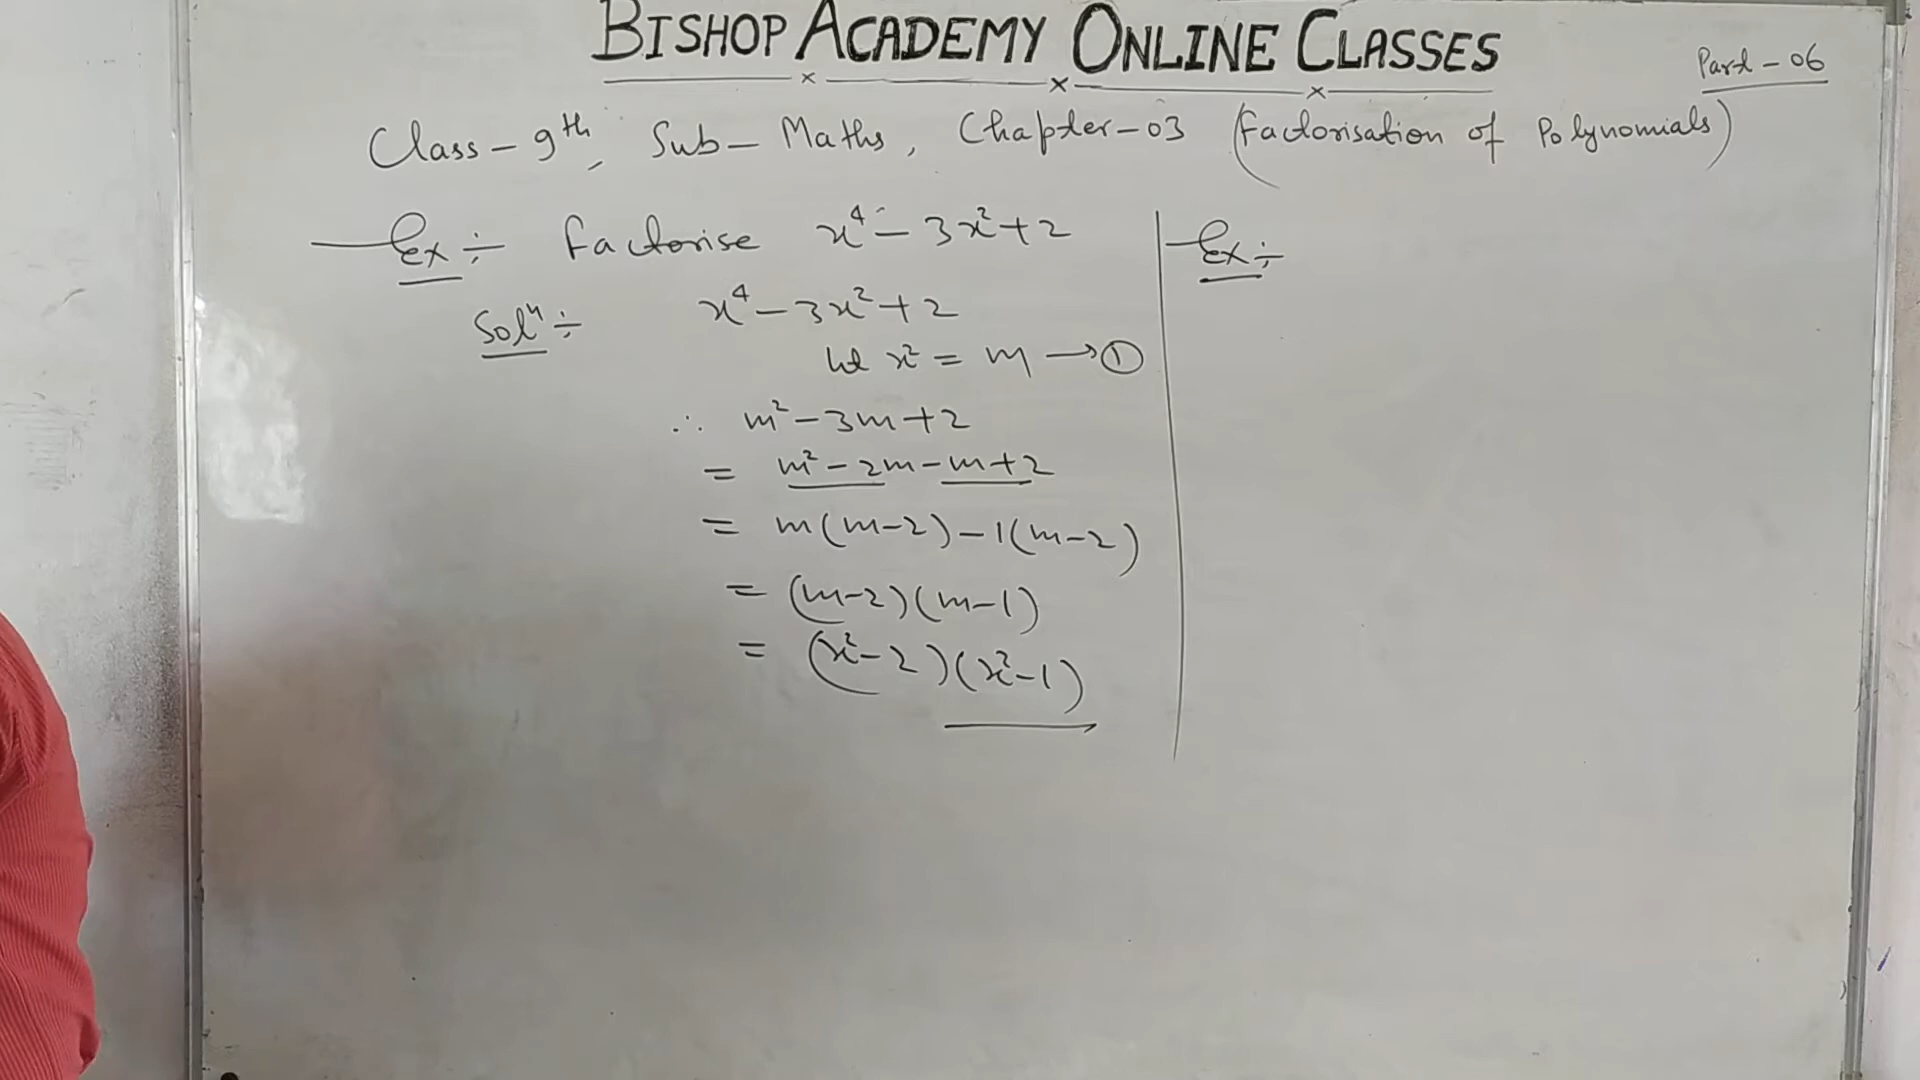 BISHOP ACADEMY ONLINE CLASSES
Part - 06
Class - 9th, Sub - Maths, Chapter - 03 (Factorisation of Polynomials)
Ex ÷ Factorise x⁴ - 3x² + 2
Solⁿ ÷ x⁴ - 3x² + 2
let x² = m → ①
∴ m² - 3m + 2
= m² - 2m - m + 2
= m(m-2) - 1(m-2)
= (m-2)(m-1)
= (x²-2)(x²-1)
Ex ÷